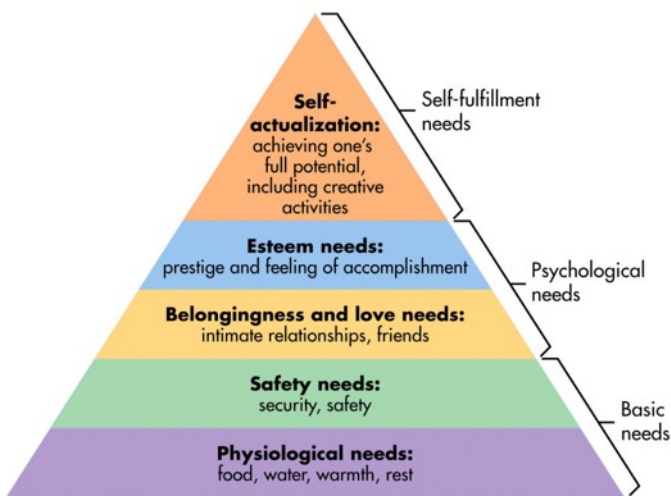 Self-
actualization:
achieving one's
full potential,
including creative
activities
Self-fulfillment
needs
Esteem needs:
prestige and feeling of accomplishment
Belongingness and love needs:
intimate relationships, friends
Psychological
needs
Safety needs:
security, safety
Physiological needs:
food, water, warmth, rest
Basic
needs